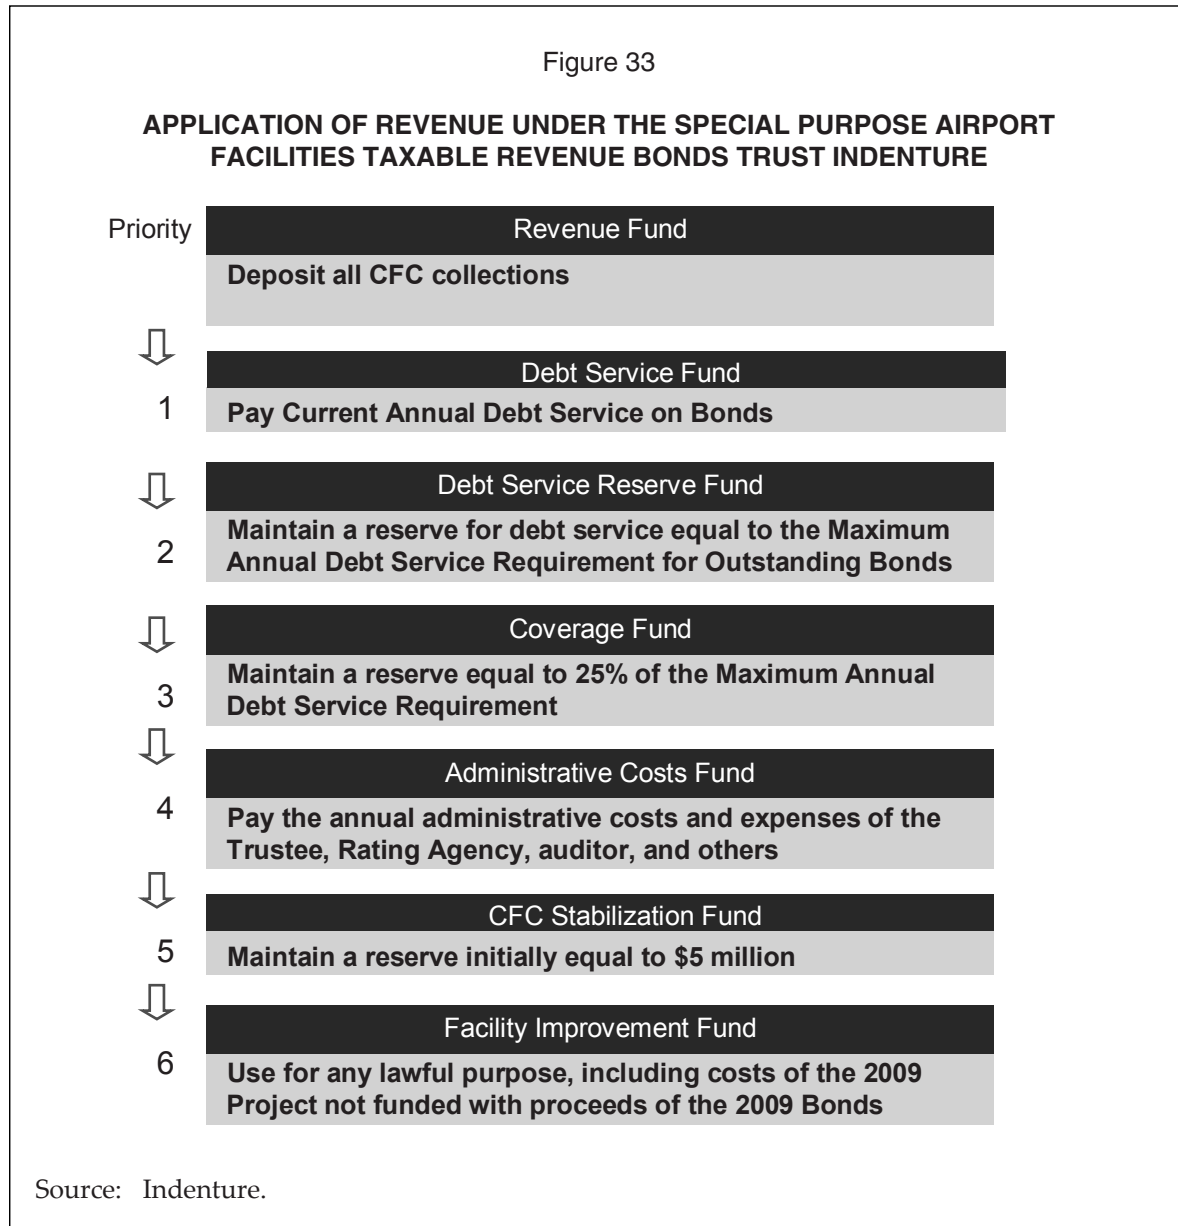 Figure 33
APPLICATION OF REVENUE UNDER THE SPECIAL PURPOSE AIRPORT
FACILITIES TAXABLE REVENUE BONDS TRUST INDENTURE
Priority
Revenue Fund
Deposit all CFC collections
Debt Service Fund
1
Pay Current Annual Debt Service on Bonds
Debt Service Reserve Fund
2
Maintain a reserve for debt service equal to the Maximum
Annual Debt Service Requirement for Outstanding Bonds
Coverage Fund
3
Maintain a reserve equal to 25% of the Maximum Annual
Debt Service Requirement
Administrative Costs Fund
4
Pay the annual administrative costs and expenses of the
Trustee, Rating Agency, auditor, and others
CFC Stabilization Fund
5
Maintain a reserve initially equal to $5 million
Facility Improvement Fund
6
Use for any lawful purpose, including costs of the 2009
Project not funded with proceeds of the 2009 Bonds
Source: Indenture.